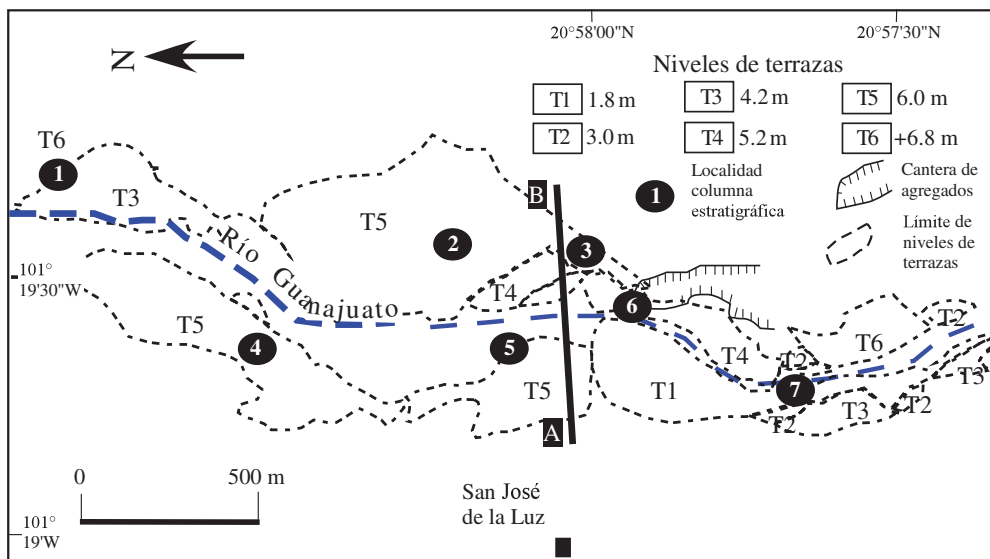 20°58'00"N
20°57'30"N
N
Niveles de terrazas
T1 1.8 m
T3 4.2 m
T5 6.0 m
T2 3.0 m
T4 5.2 m
T6 +6.8 m
1 Localidad
columna
estratigráfica
Cantera de
agregados
Límite de
niveles de
terrazas
T6
1
T3
T5
B
2
3
Río Guanajuato
101°
19'30"W
T4
6
T5
4
5
T5
T1
T4
T2
T6
T2
7
T3
T2
T3
T2
A
0
500 m
San José
de la Luz
101°
19'W